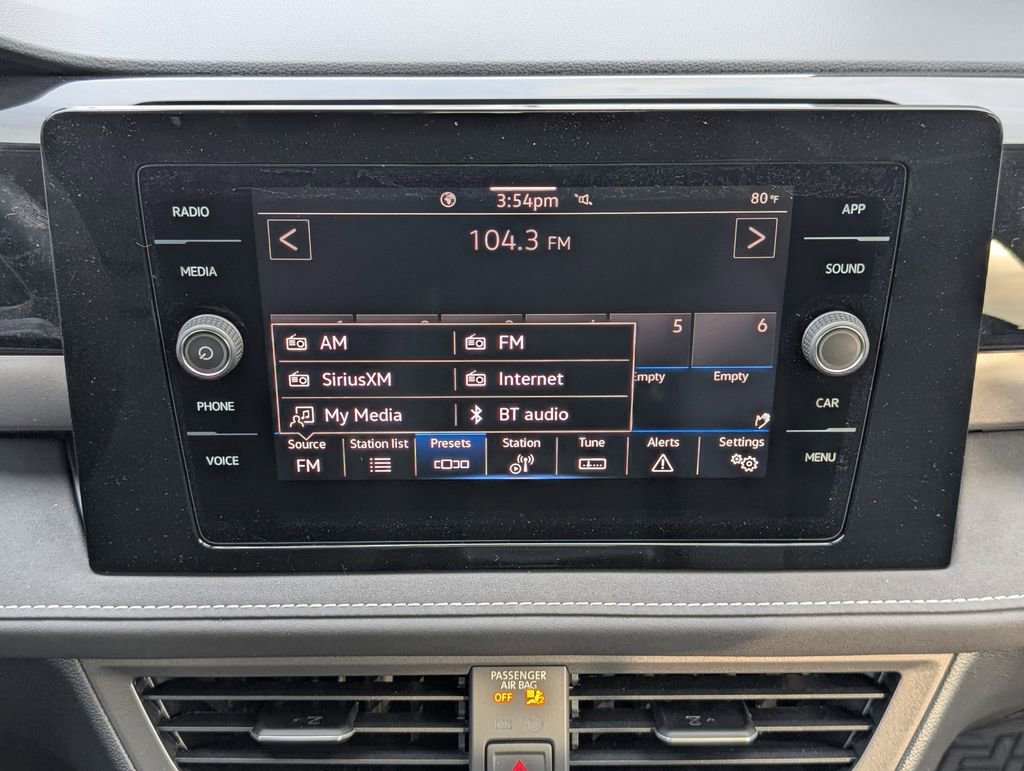 3:54pm
80°F
RADIO
APP
< 104.3 FM >
MEDIA
SOUND
5 6
AM FM
SiriusXM Internet
Empty
My Media BT audio
PHONE
CAR
Source Station list Presets Station Tune Alerts Settings
FM
VOICE
MENU
PASSENGER
AIR BAG
OFF
ON